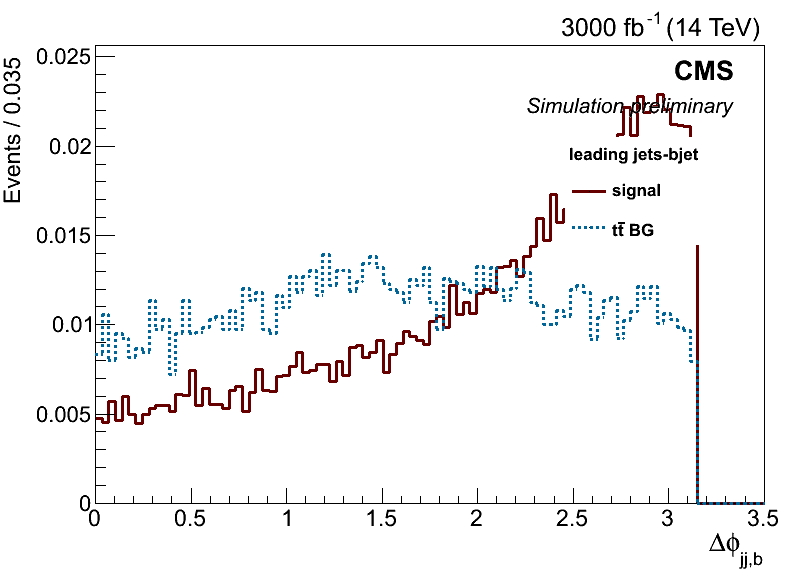 3000 fb-1 (14 TeV)
CMS
Simulation preliminary
leading jets-bjet
signal
tt̄ BG
Events / 0.035
0.025
0.02
0.015
0.01
0.005
0
0 0.5 1 1.5 2 2.5 3 3.5
Δϕjj,b